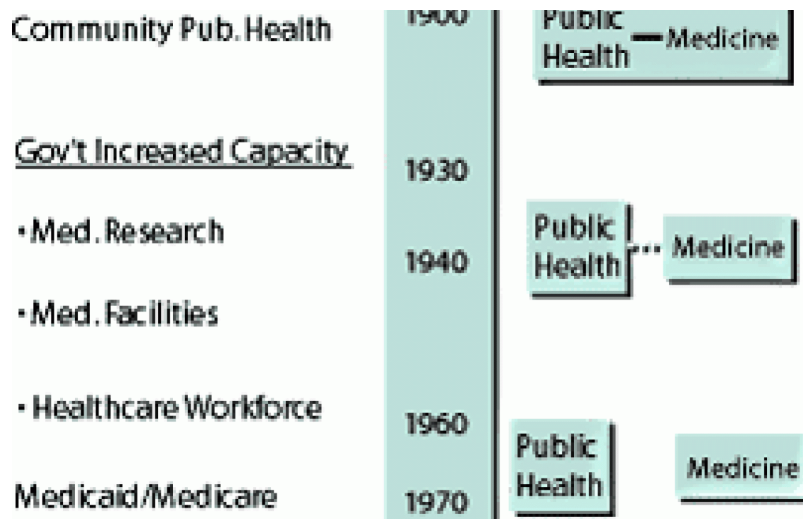 Community Pub. Health
Gov't Increased Capacity
• Med. Research
• Med. Facilities
• Healthcare Workforce
Medicaid/Medicare
1900
1930
1940
1960
1970
Public
Health
Medicine
Public
Health
Medicine
Public
Health
Medicine